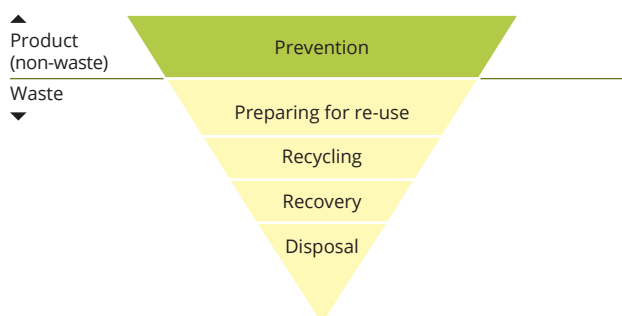 Product
(non-waste)
Prevention
Waste
Preparing for re-use
Recycling
Recovery
Disposal